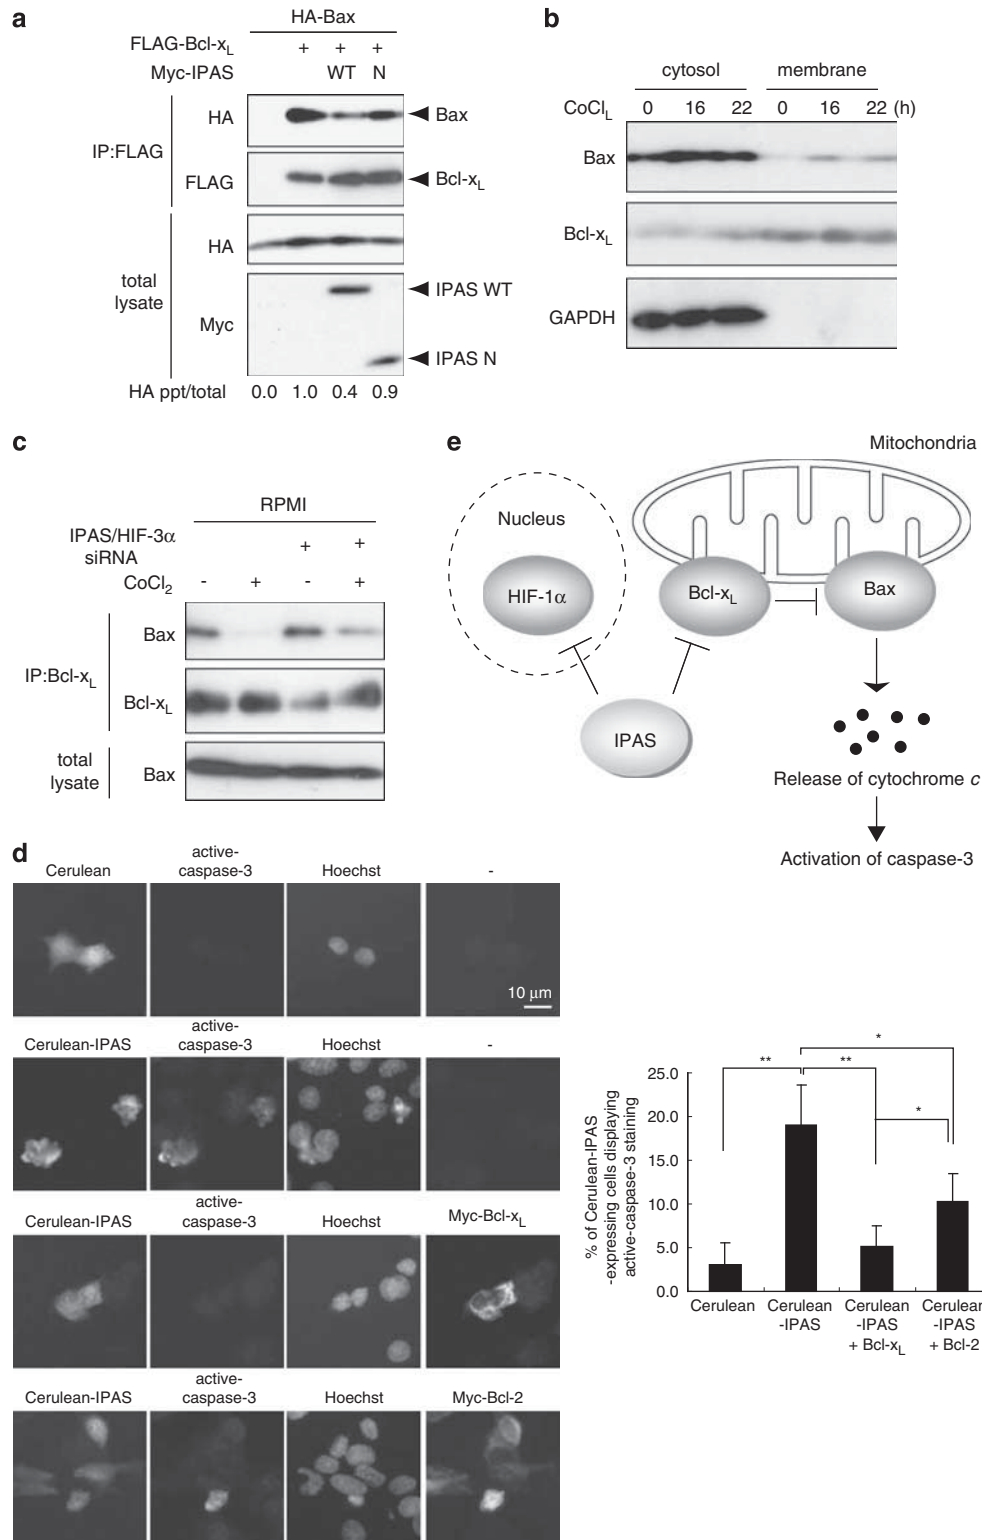 a
HA-Bax
FLAG-Bcl-xL + + +
Myc-IPAS WT N
IP:FLAG
HA
Bax
FLAG
Bcl-xL
total
lysate
HA
Myc
IPAS WT
IPAS N
HA ppt/total 0.0 1.0 0.4 0.9
b
cytosol membrane
CoClL 0 16 22 0 16 22 (h)
Bax
Bcl-xL
GAPDH
c
RPMI
IPAS/HIF-3α
siRNA + +
CoCl2 - + - +
IP:Bcl-xL
Bax
Bcl-xL
total
lysate
Bax
e
Mitochondria
Nucleus
HIF-1α
Bcl-xL
Bax
IPAS
Release of cytochrome c
Activation of caspase-3
d
Cerulean
active-
caspase-3
Hoechst
-
10 μm
Cerulean-IPAS
active-
caspase-3
Hoechst
-
Cerulean-IPAS
active-
caspase-3
Hoechst
Myc-Bcl-xL
Cerulean-IPAS
active-
caspase-3
Hoechst
Myc-Bcl-2
% of Cerulean-IPAS
-expressing cells displaying
active-caspase-3 staining
25.0
20.0
15.0
10.0
5.0
0.0
*
** **
*
Cerulean
Cerulean
-IPAS
Cerulean
-IPAS
+ Bcl-xL
Cerulean
-IPAS
+ Bcl-2